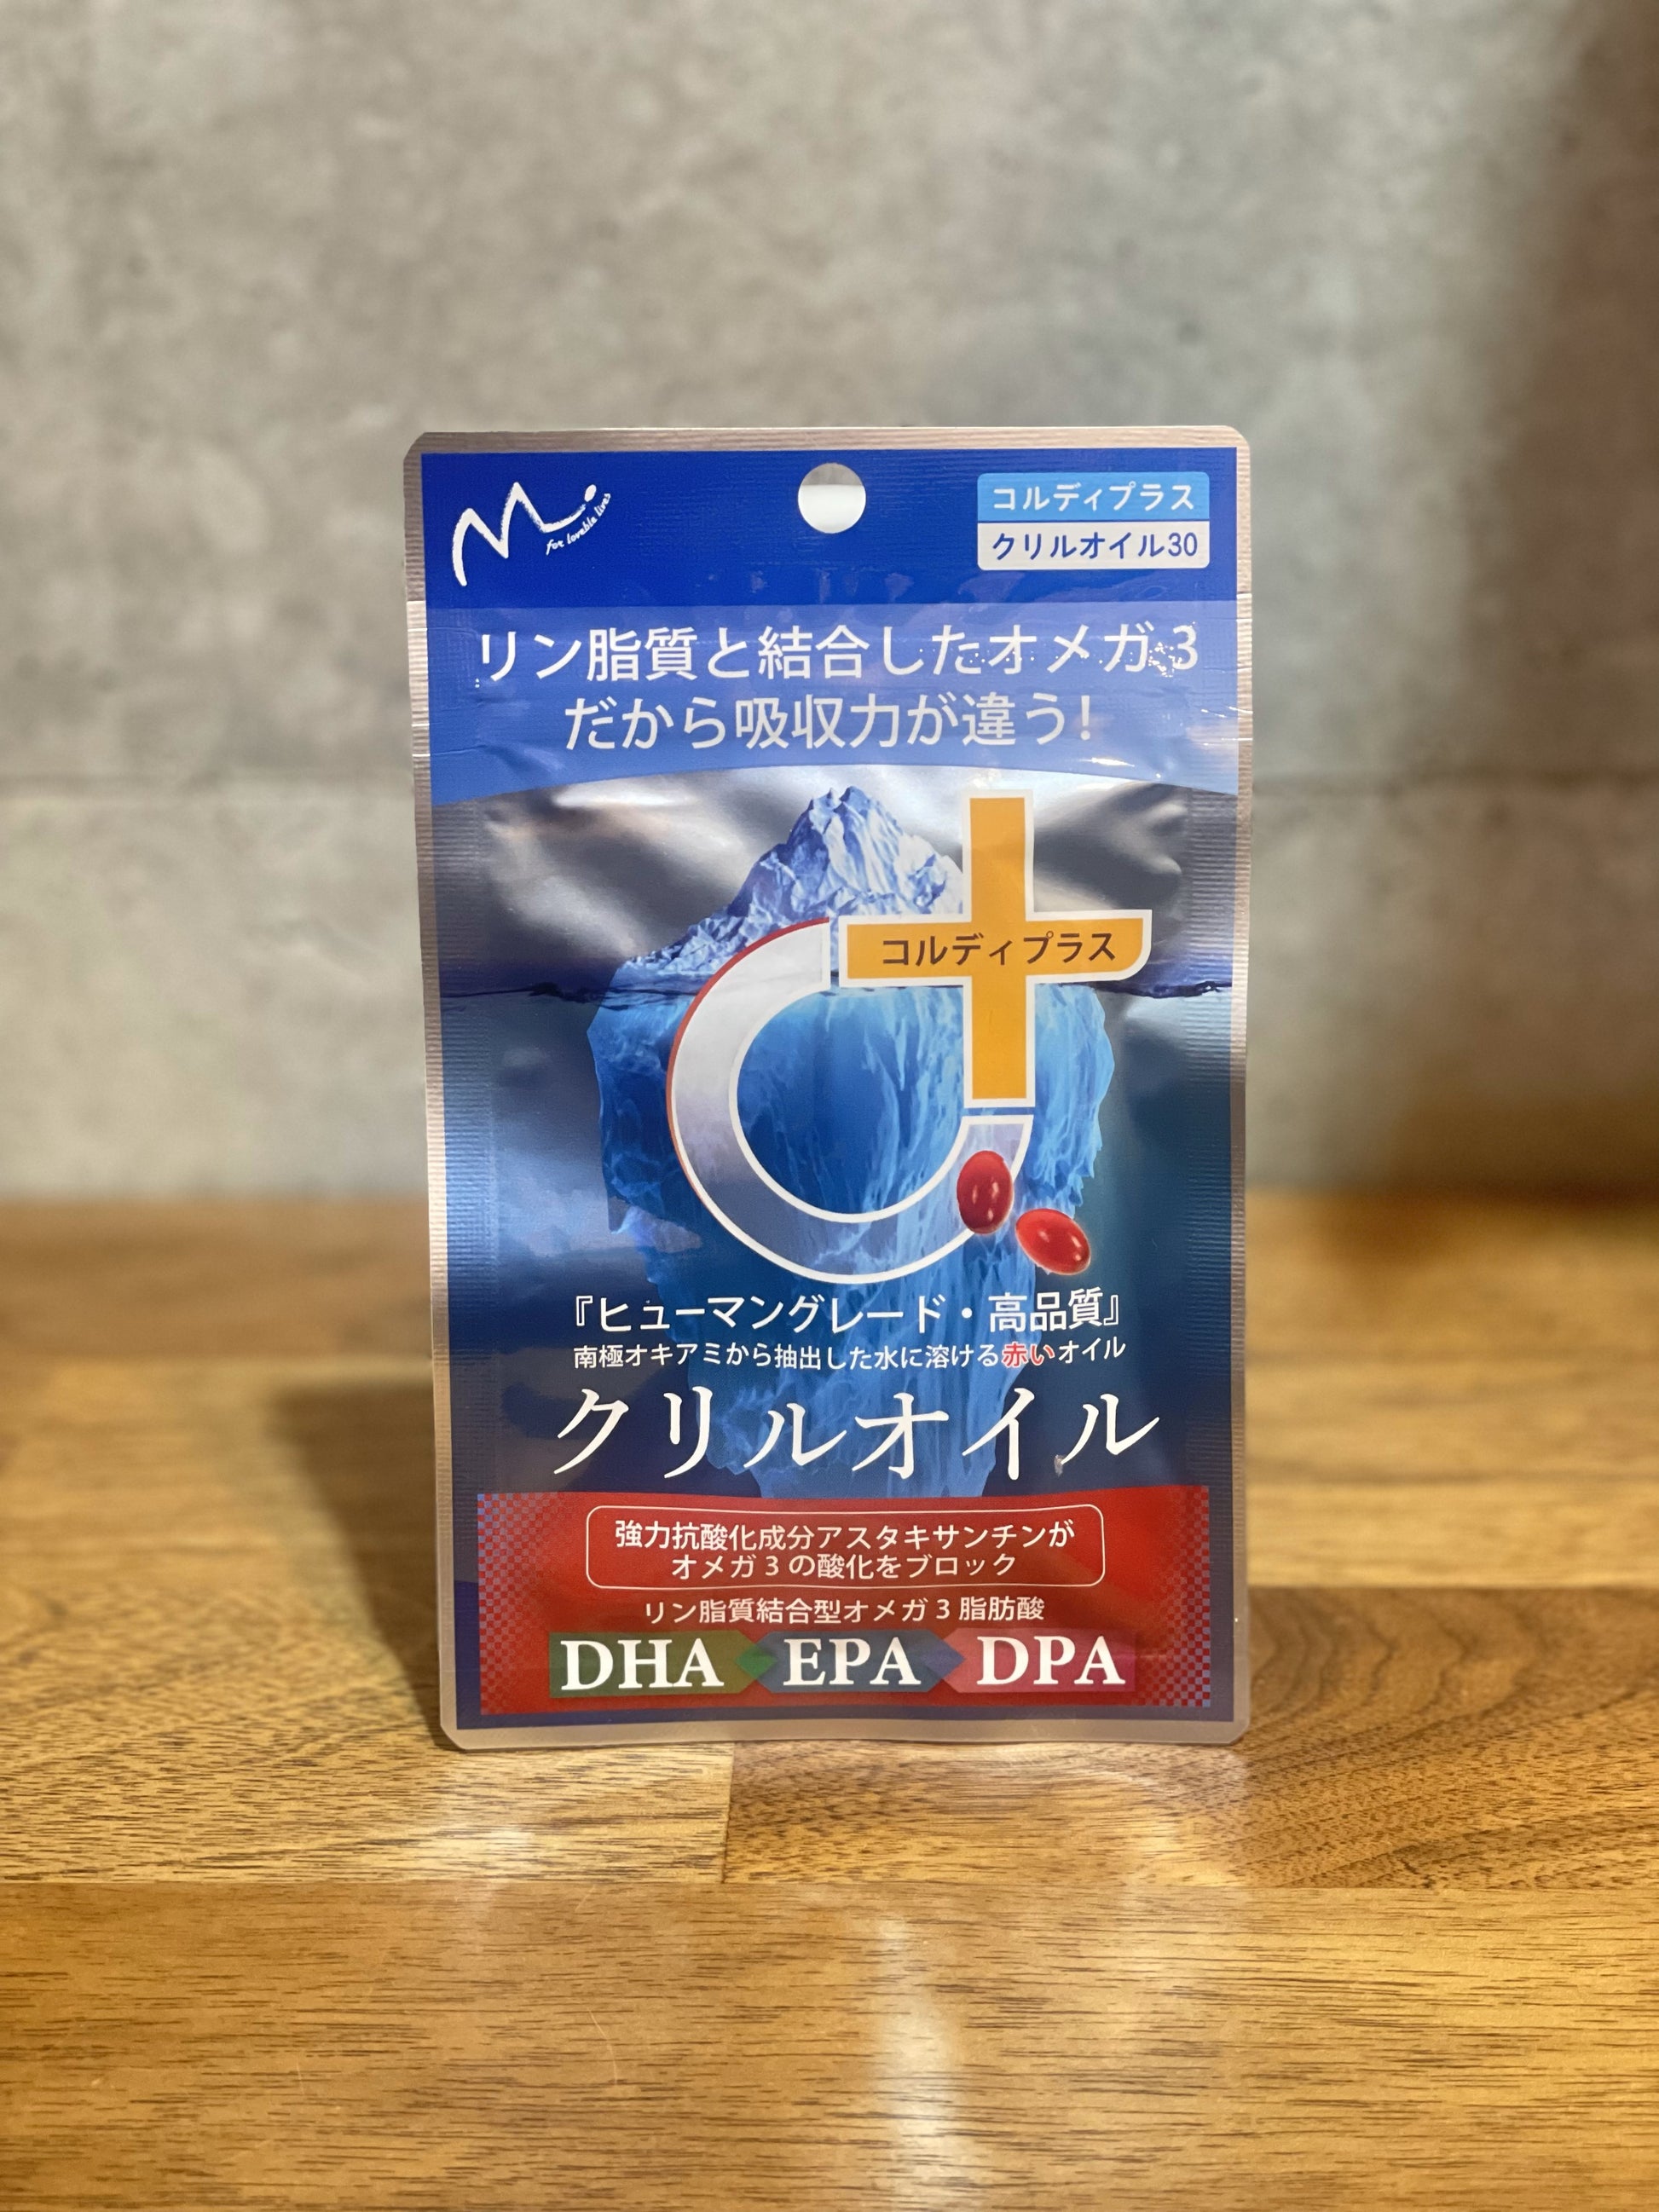 Mi
for lovable lives
コルディプラス
クリルオイル30
リン脂質と結合したオメガ3
だから吸収力が違う!
コルディプラス
『ヒューマングレード・高品質』
南極オキアミから抽出した水に溶ける赤いオイル
クリルオイル
強力抗酸化成分アスタキサンチンが
オメガ3の酸化をブロック
リン脂質結合型オメガ3脂肪酸
DHA EPA DPA